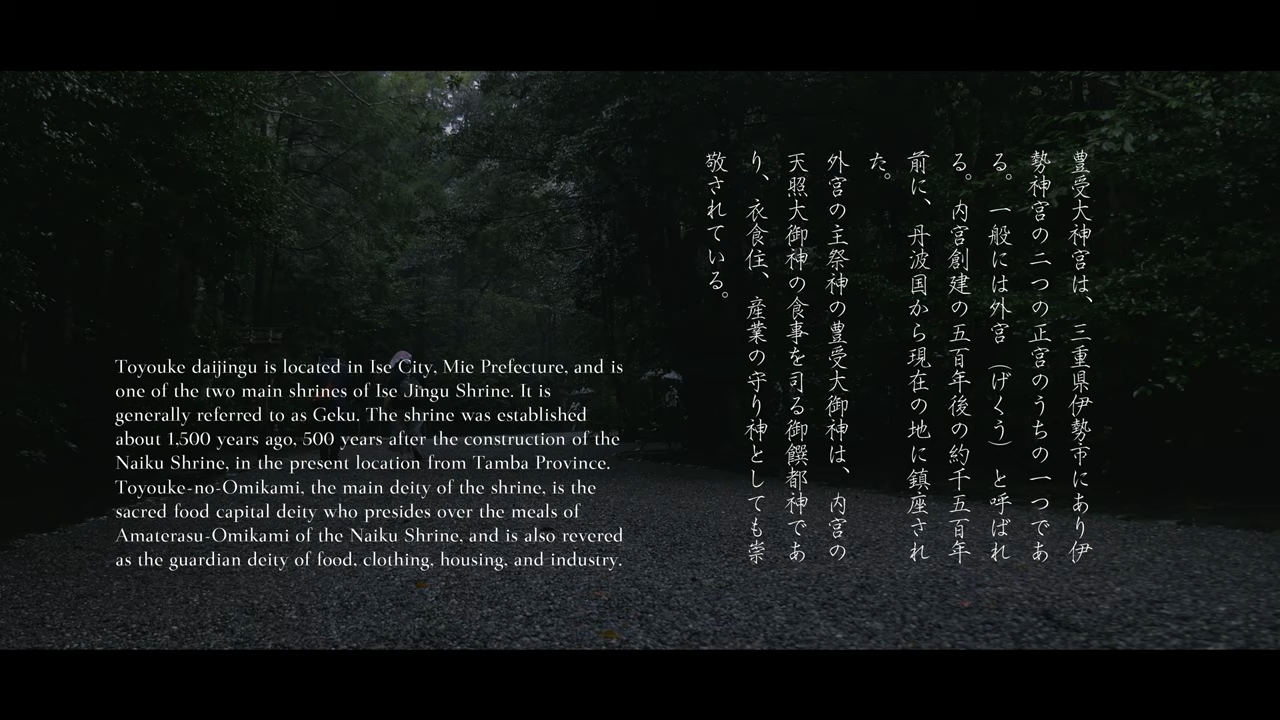 Toyouke daijingu is located in Ise City, Mie Prefecture, and is
one of the two main shrines of Ise Jingu Shrine. It is
generally referred to as Geku. The shrine was established
about 1,500 years ago, 500 years after the construction of the
Naiku Shrine, in the present location from Tamba Province.
Toyouke-no-Omikami, the main deity of the shrine, is the
sacred food capital deity who presides over the meals of
Amaterasu-Omikami of the Naiku Shrine, and is also revered
as the guardian deity of food, clothing, housing, and industry.
豊受大神宮は、三重県伊勢市にあり伊
勢神宮の二つの正宮のうちの一つであ
る。一般には外宮（げくう）と呼ばれ
る。内宮創建の五百年後の約千五百年
前に、丹波国から現在の地に鎮座され
た。
外宮の主祭神の豊受大御神は、内宮の
天照大御神の食事を司る御饌都神であ
り、衣食住、産業の守り神としても崇
敬されている。